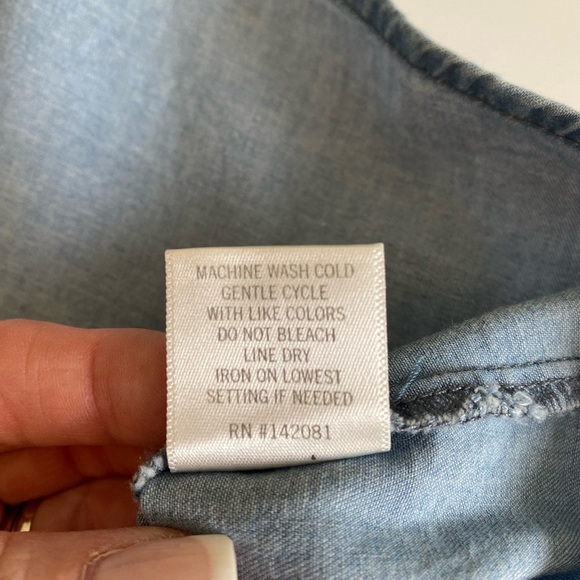 MACHINE WASH COLD
GENTLE CYCLE
WITH LIKE COLORS
DO NOT BLEACH
LINE DRY
IRON ON LOWEST
SETTING IF NEEDED
RN #142081